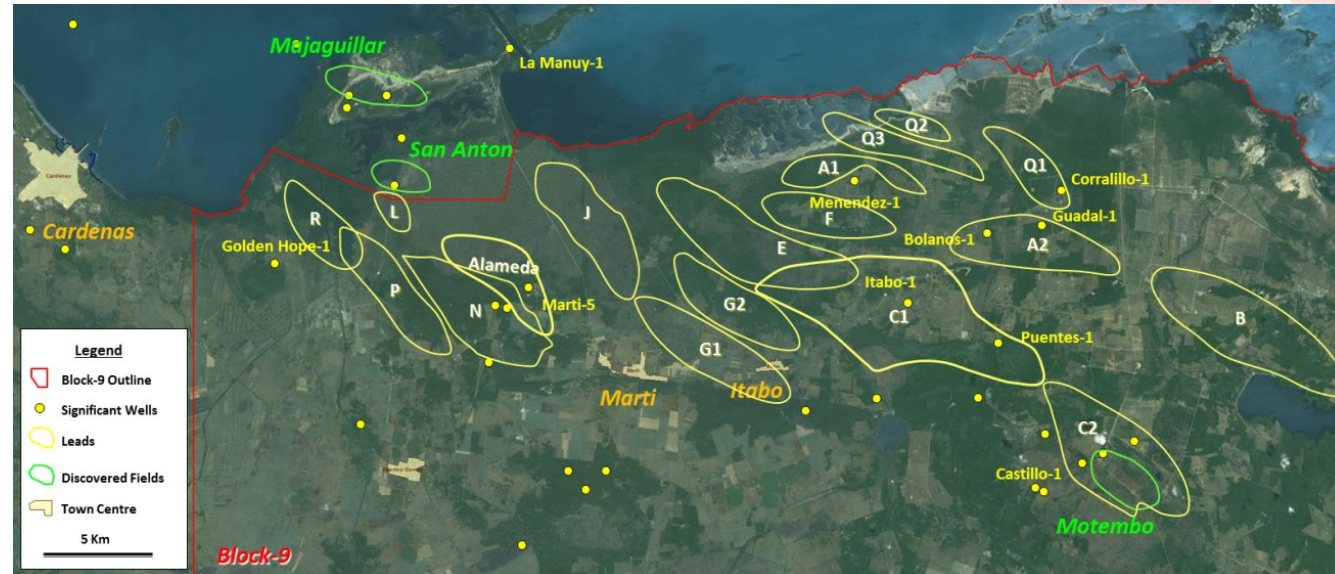 Majaguillar
La Manuy-1
San Anton
Q2
Q3
Q1
A1
Corralillo-1
Menendez-1
Cardenas
Cardenas
L
R
J
F
Guadal-1
Bolanos-1
A2
Golden Hope-1
E
Alameda
Itabo-1
P
N
Marti-5
G2
C1
B
G1
Puentes-1
Marti
Itabo
C2
Castillo-1
Motembo
Block-9
Legend
Block-9 Outline
Significant Wells
Leads
Discovered Fields
Town Centre
5 Km